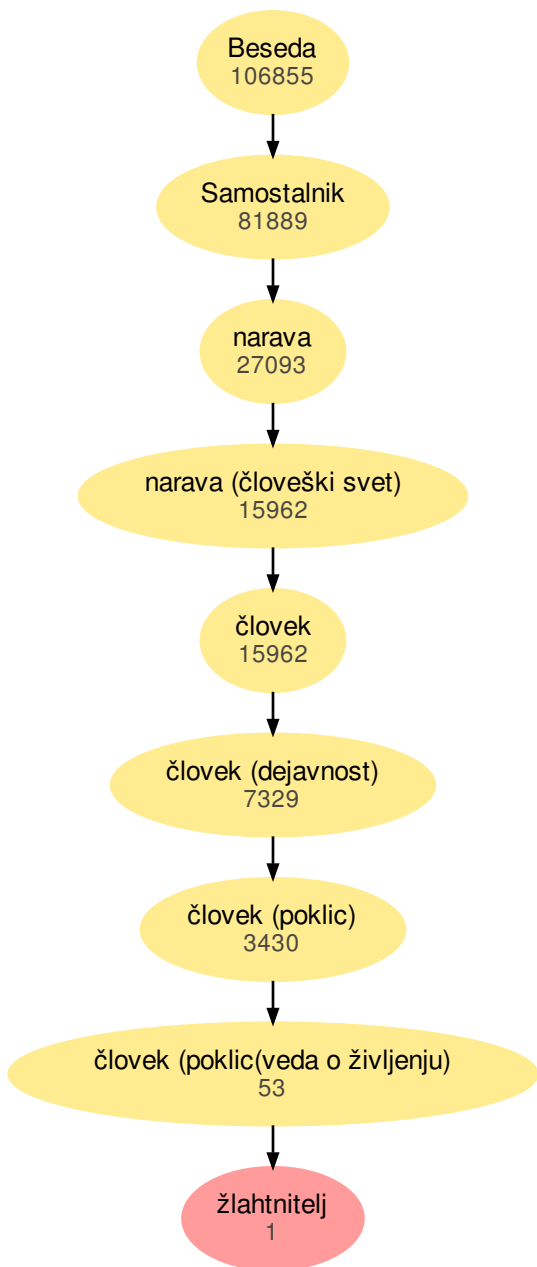 Beseda
106855
Samostalnik
81889
narava
27093
narava (človeški svet)
15962
človek
15962
človek (dejavnost)
7329
človek (poklic)
3430
človek (poklic(veda o življenju)
53
žlahtnitelj
1